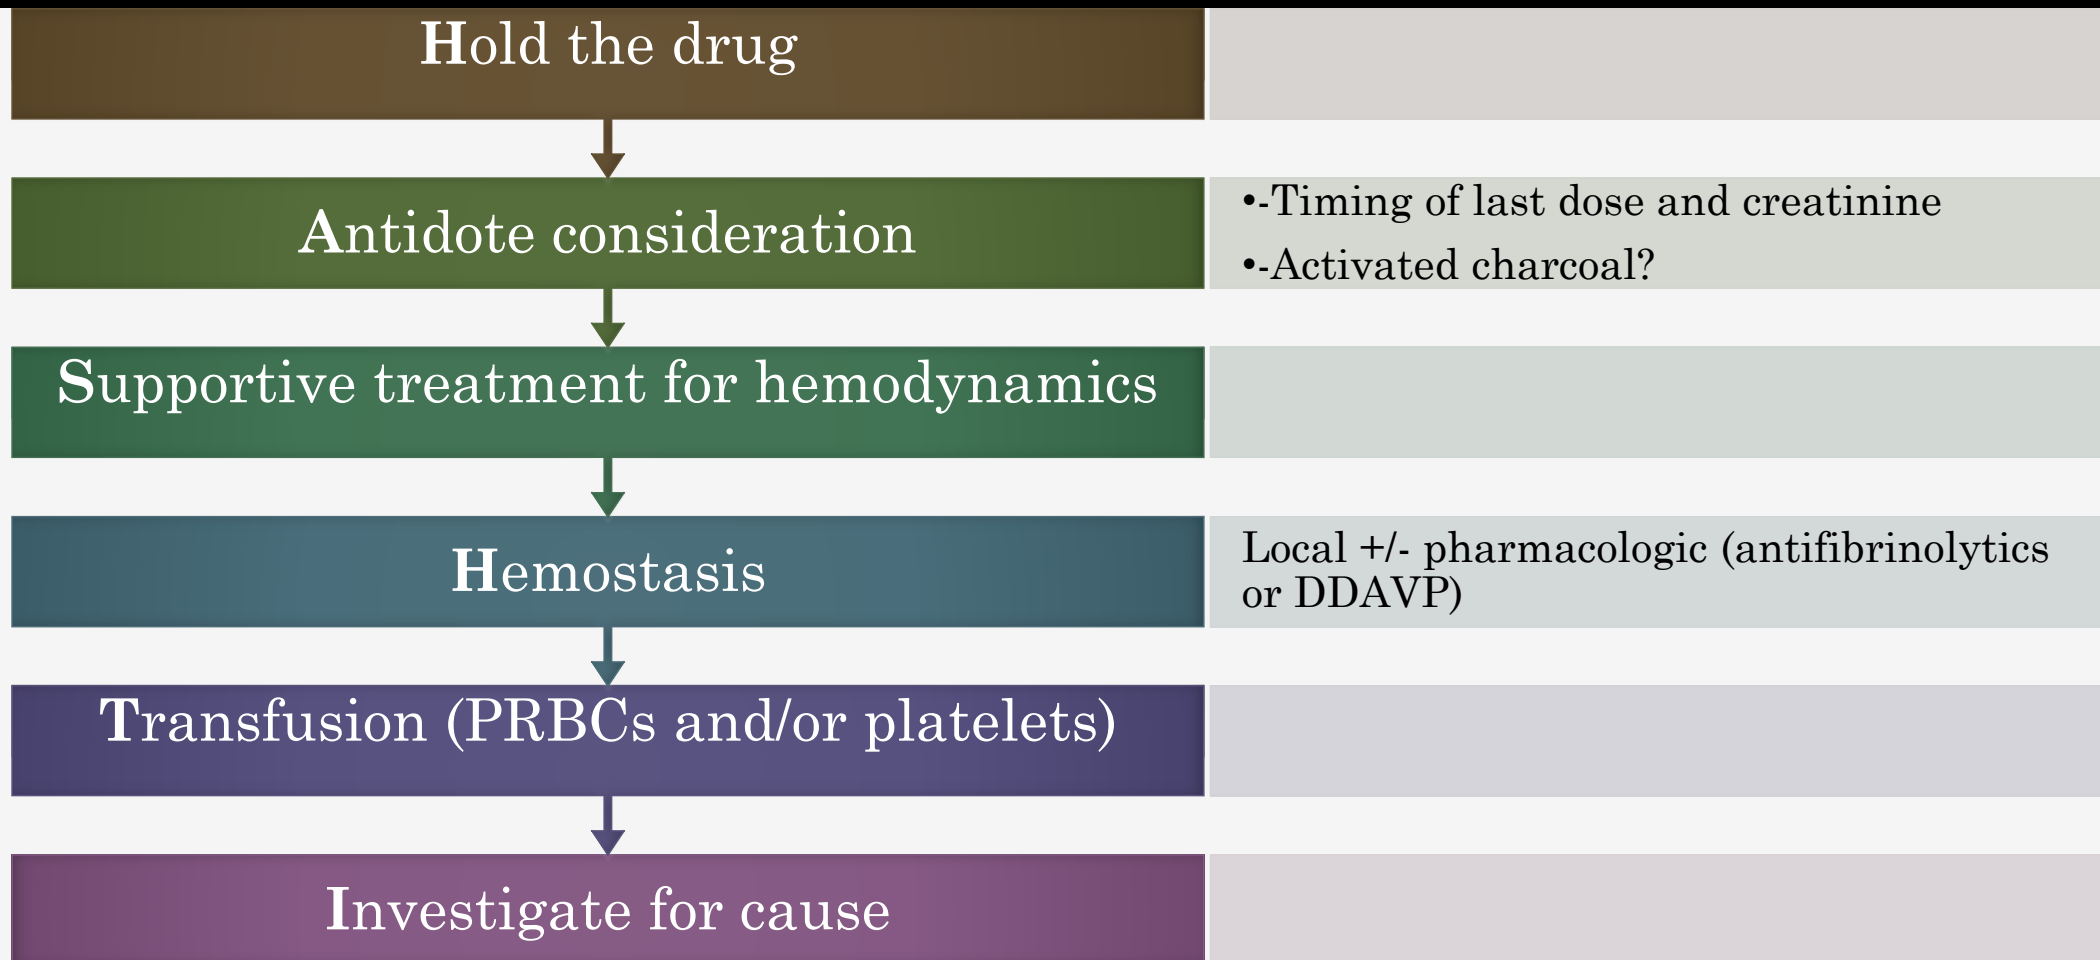 Hold the drug
Antidote consideration
•-Timing of last dose and creatinine
•-Activated charcoal?
Supportive treatment for hemodynamics
Hemostasis
Local +/- pharmacologic (antifibrinolytics
or DDAVP)
Transfusion (PRBCs and/or platelets)
Investigate for cause